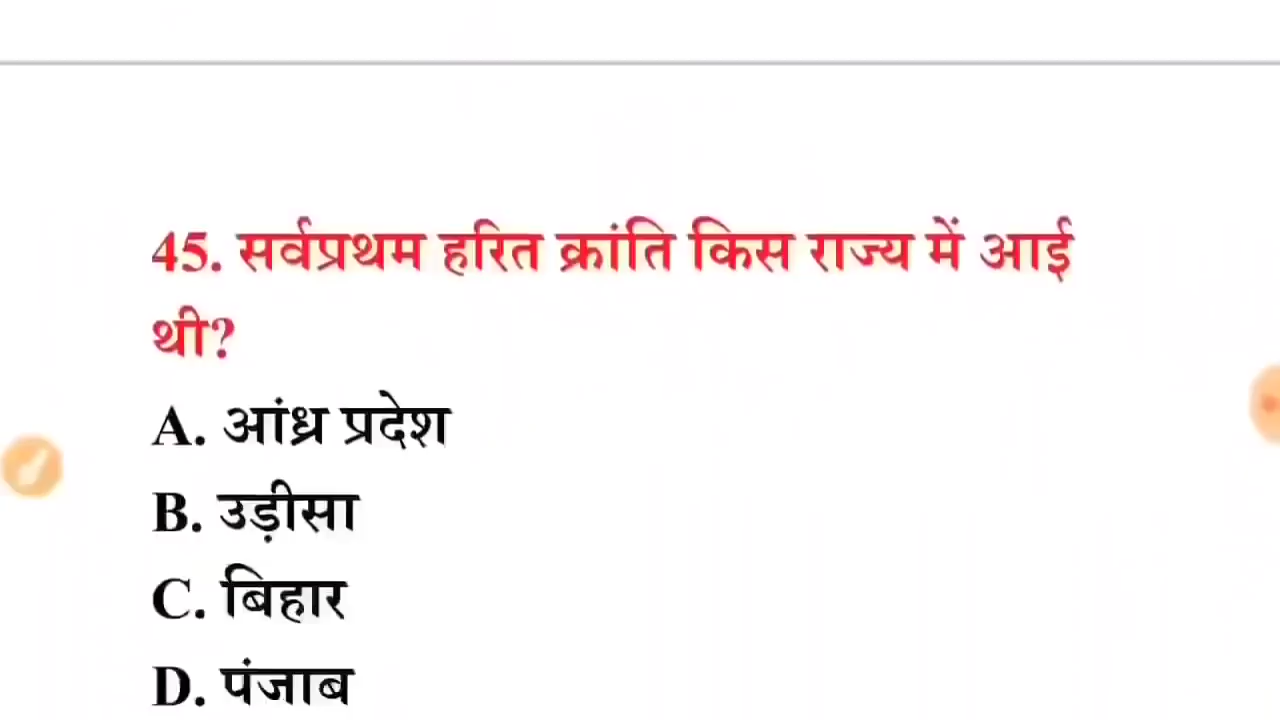 45. सर्वप्रथम हरित क्रांति किस राज्य में आई
थी?
A. आंध्र प्रदेश
B. उड़ीसा
C. बिहार
D. पंजाब